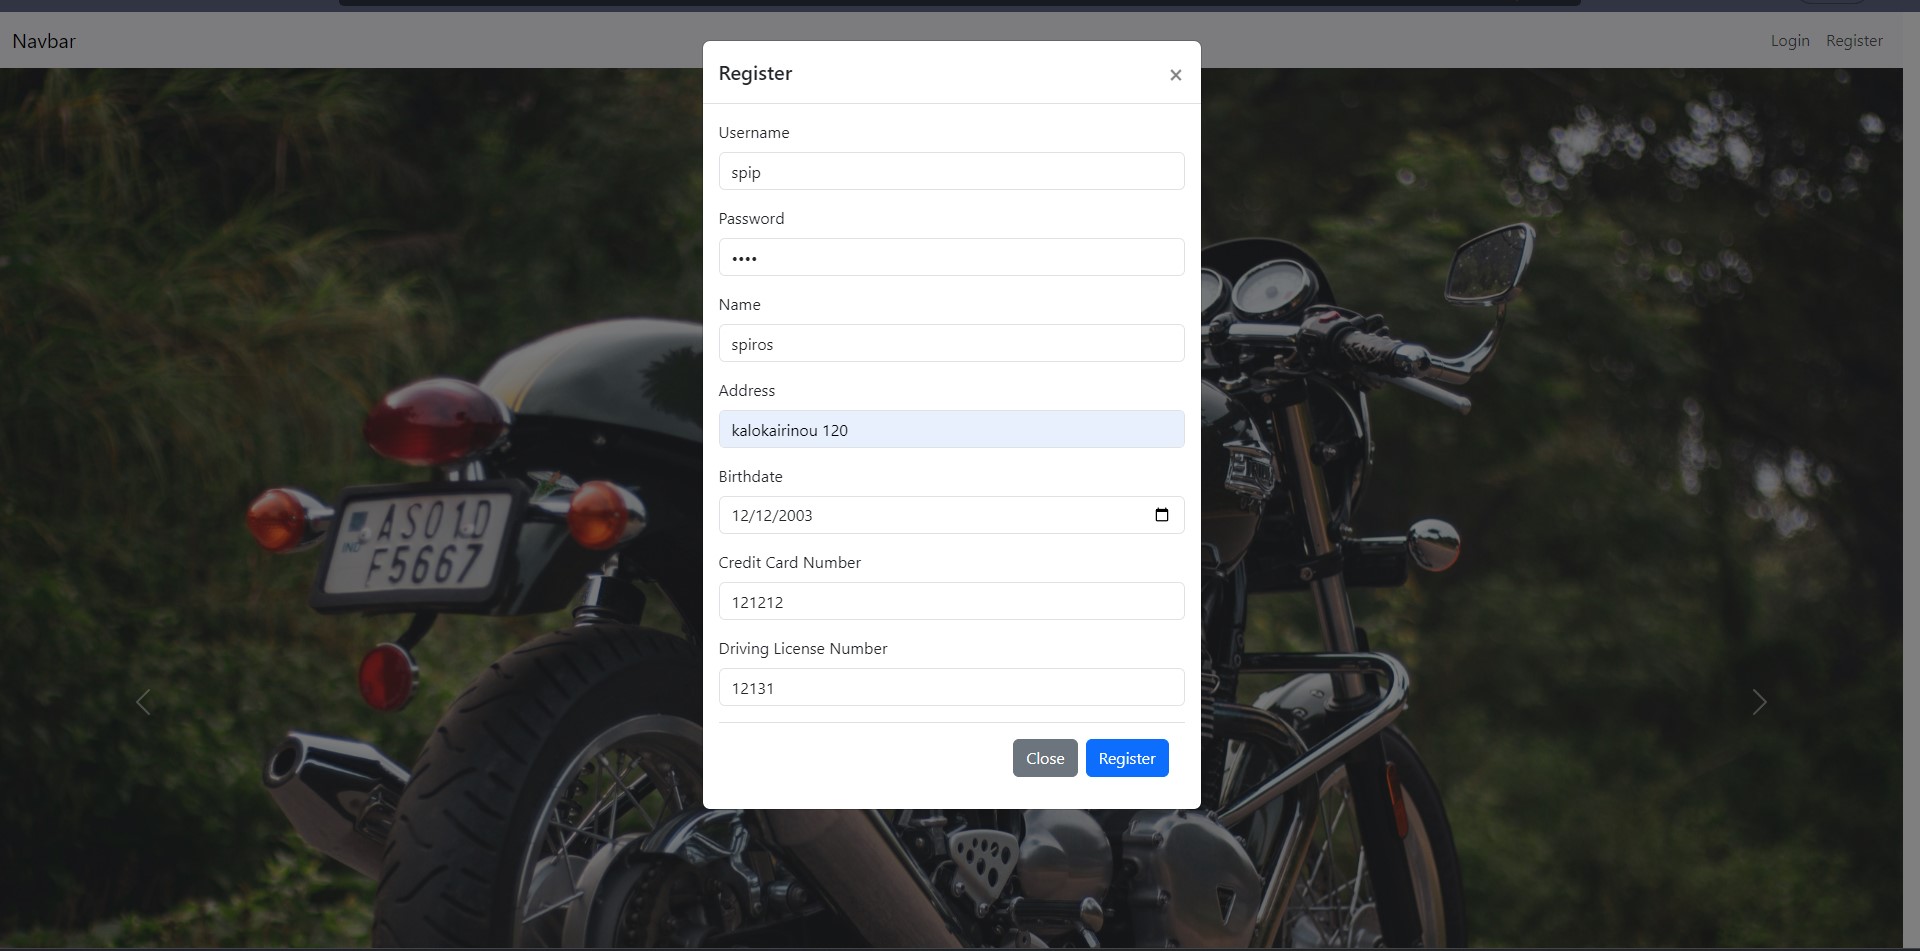 Navbar
Login Register
Register ×
Username
spip
Password
••••
Name
spiros
Address
kalokairinou 120
Birthdate
12/12/2003
Credit Card Number
121212
Driving License Number
12131
Close Register
AS01D
IND
F5667